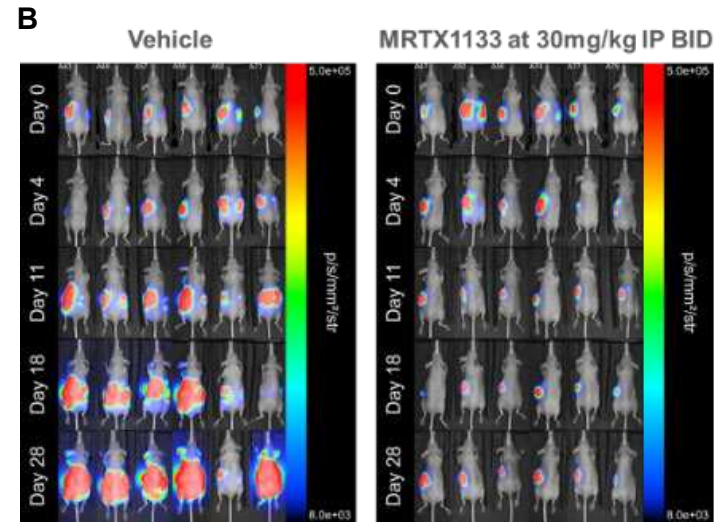 B
Vehicle
MRTX1133 at 30mg/kg IP BID
Day 0
Day 4
Day 11
Day 18
Day 28
5.0e+05
p/s/mm²/str
8.0e+03
Day 0
Day 4
Day 11
Day 18
Day 28
5.0e+05
p/s/mm²/str
8.0e+03